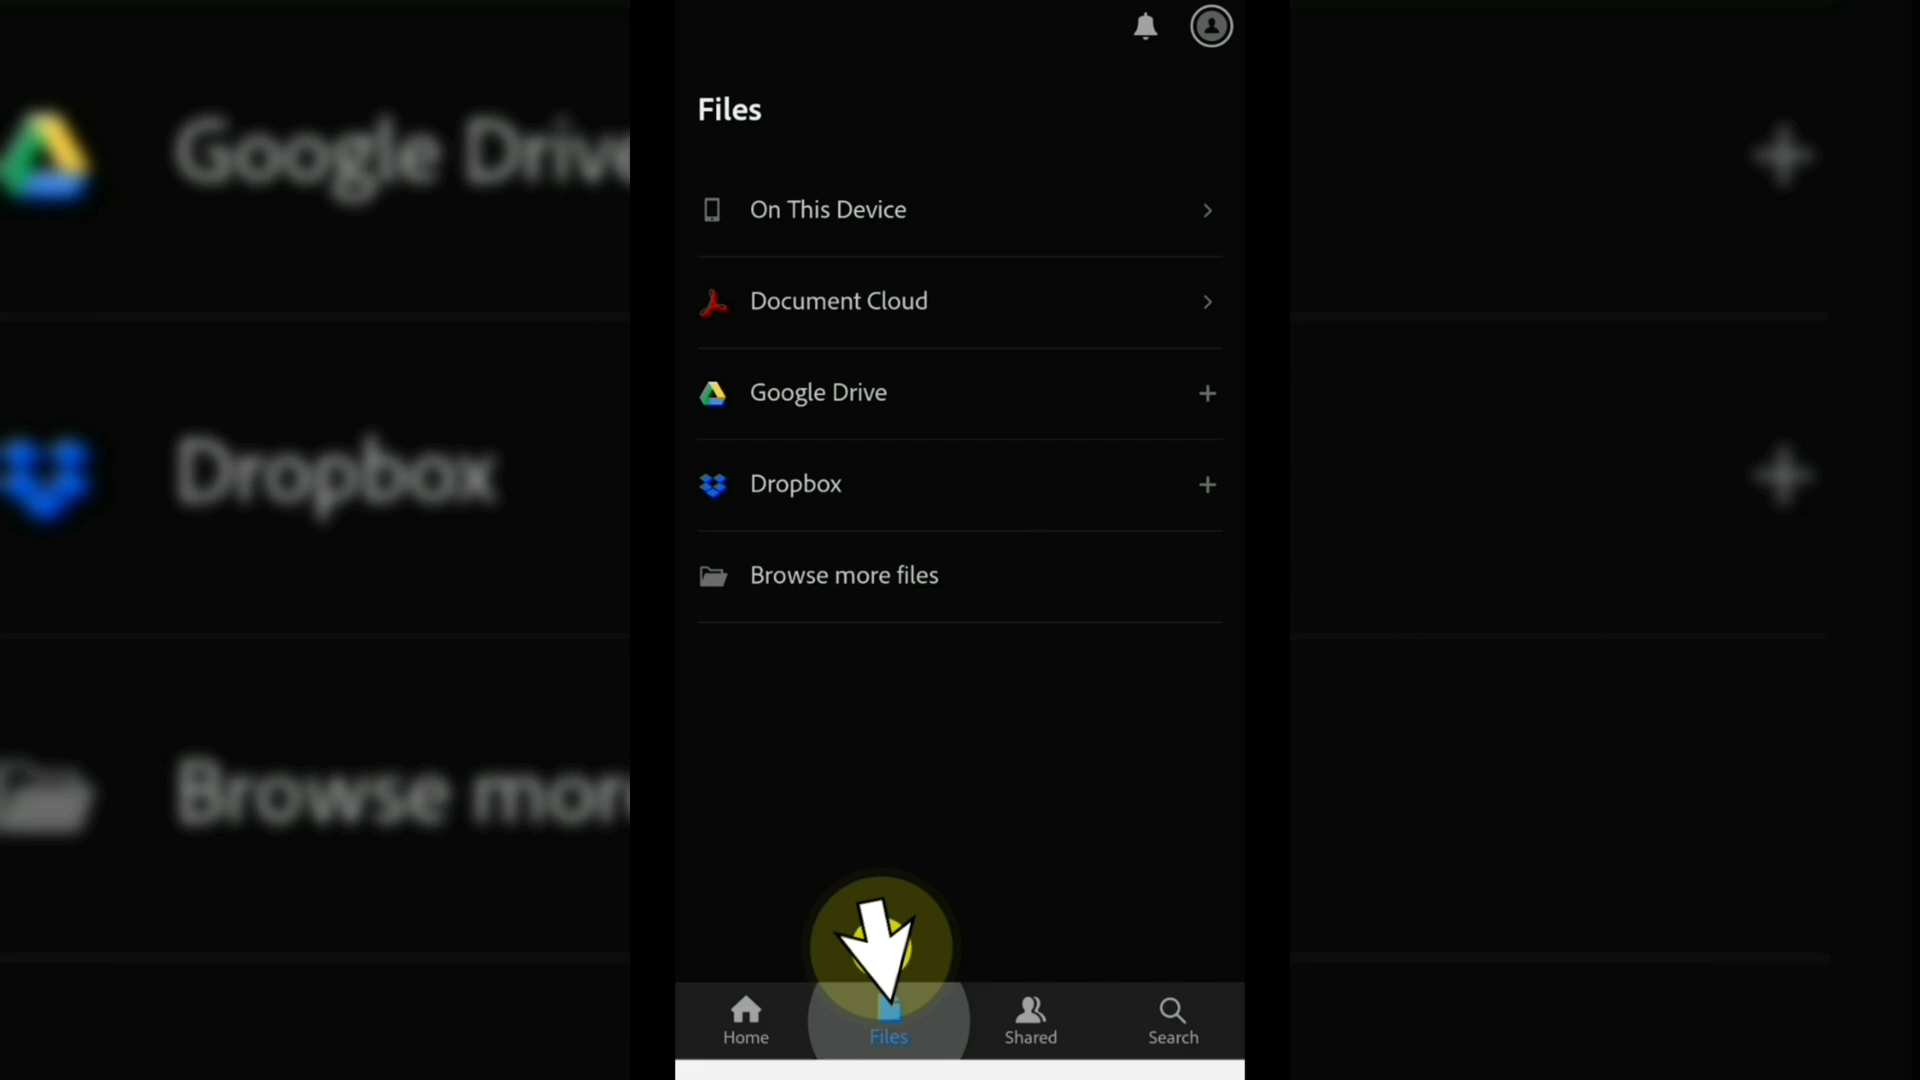 Files
On This Device
Document Cloud
Google Drive
Dropbox
Browse more files
Home
Files
Shared
Search
Google Drive
Dropbox
Browse mor